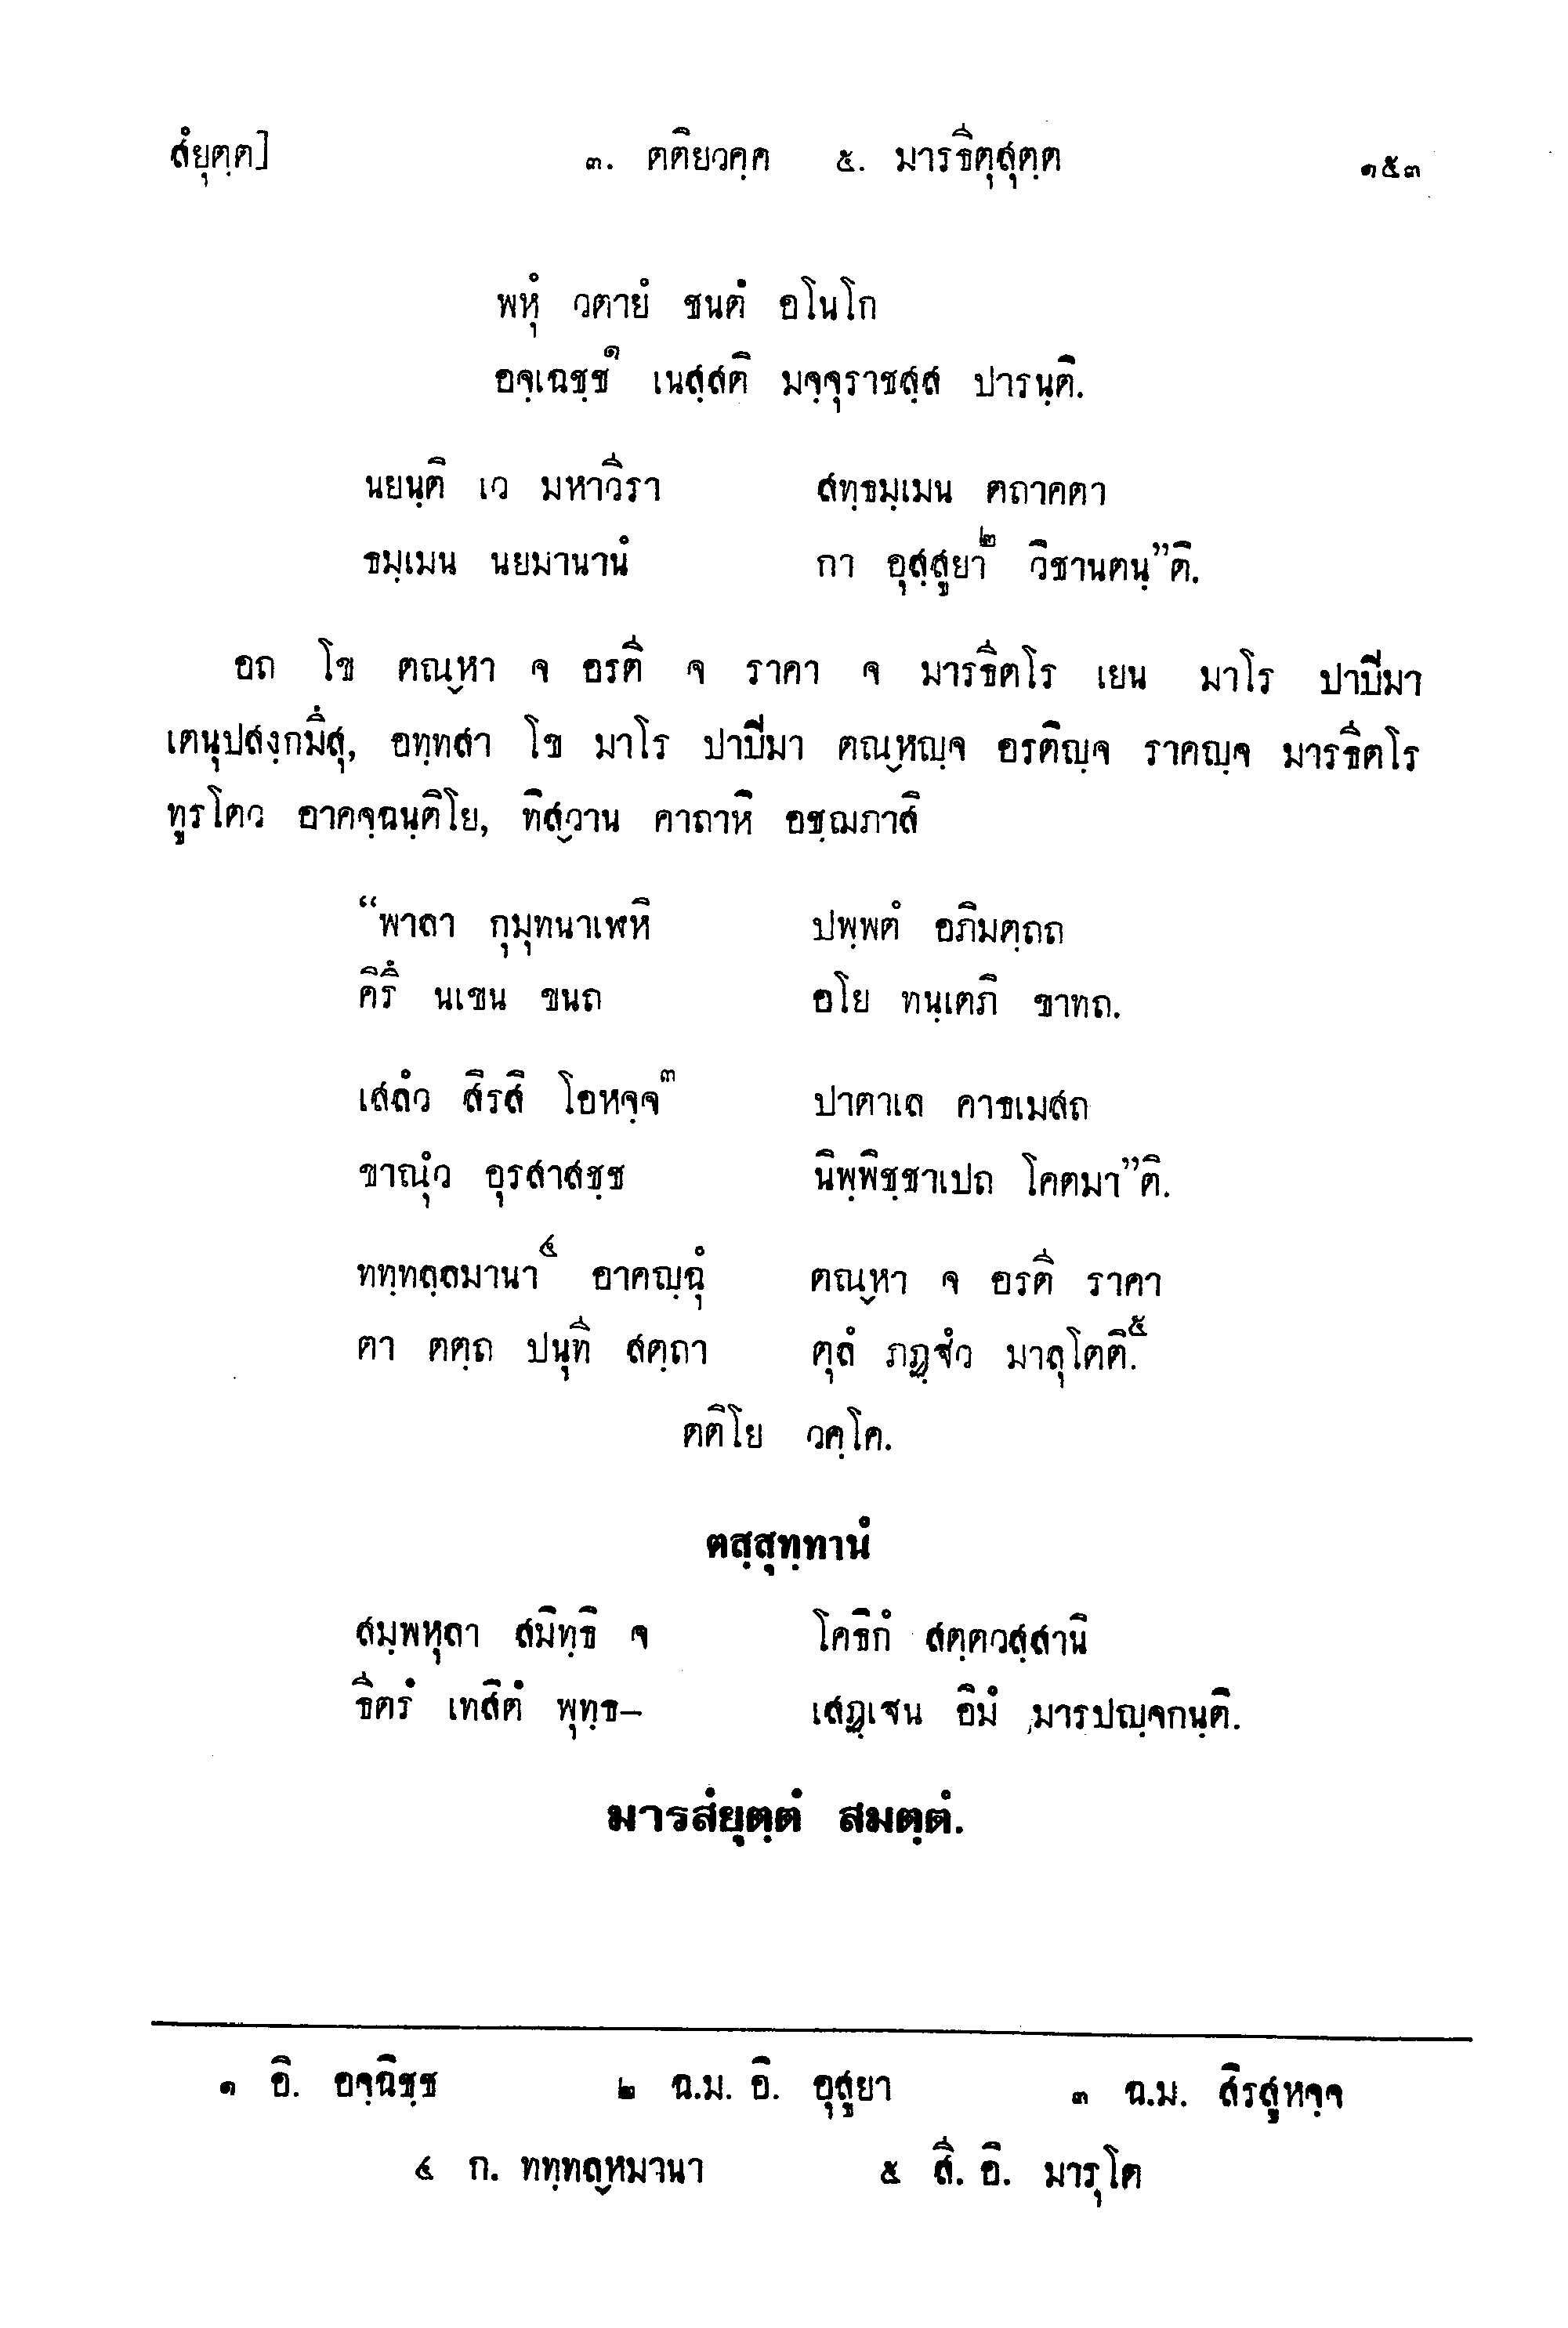 สํยุตฺต]	๓. ตติยวคฺค ๕. มารธีตุสุตฺต	๑๕๓
พหุํ วตายํ ชนตํ อโนโก
อจฺเฉชฺช๑ เนสฺสติ มจฺจุราชสฺส ปารนฺติ.
นยนฺติ เว มหาวีรา	สทฺธมฺเมน ตถาคตา
ธมฺเมน นยมานานํ	กา อุสฺสูยา๒ วิชานตนฺ”ติ.
อถ โข ตณฺหา จ อรตี จ ราคา จ มารธีตโร เยน มาโร ปาปิมา
เตนุปสงฺกมึสุ, อทฺทสา โข มาโร ปาปิมา ตณฺหญฺจ อรติญฺจ ราคญฺจ มารธีตโร
ทูรโตว อาคจฺฉนฺติโย, ทิสฺวาน คาถาหิ อชฺฌภาสิ
“พาลา กุมุทนาเฬหิ	ปพฺพตํ อภิมตฺถถ
คิรึ นเขน ขนถ	อโย ทนฺเตภิ ขาทถ.
เสลํว สิรสิ โอหจฺจ๓	ปาตาเล คาธเมสถ
ขาณุํว อุรสาสชฺช	นิพฺพิชฺชาเปถ โคตมา”ติ.
ททฺทลฺลมานา๔ อาคญฺฉุํ	ตณฺหา จ อรตี ราคา
ตา ตตฺถ ปนุที สตฺถา	ตุลํ ภฏฺฐํว มาลุโตติ.๕
ตติโย วคฺโค.
ตสฺสุทฺทานํ
สมฺพหุลา สมิทฺธิ จ	โคธิกํ สตฺตวสฺสานิ
ธีตรํ เทสิตํ พุทฺธ–	เสฏฺเฐน อิมํ มารปญฺจกนฺติ.
มารสํยุตฺตํ สมตฺตํ.
๑ อิ. อจฺฉิชฺช	๒ ฉ.ม. อิ. อุสูยา	๓ ฉ.ม. สิรสูหจฺจ
๔ ก. ททฺทลฺหมานา	๕ สี. อิ. มารุโต